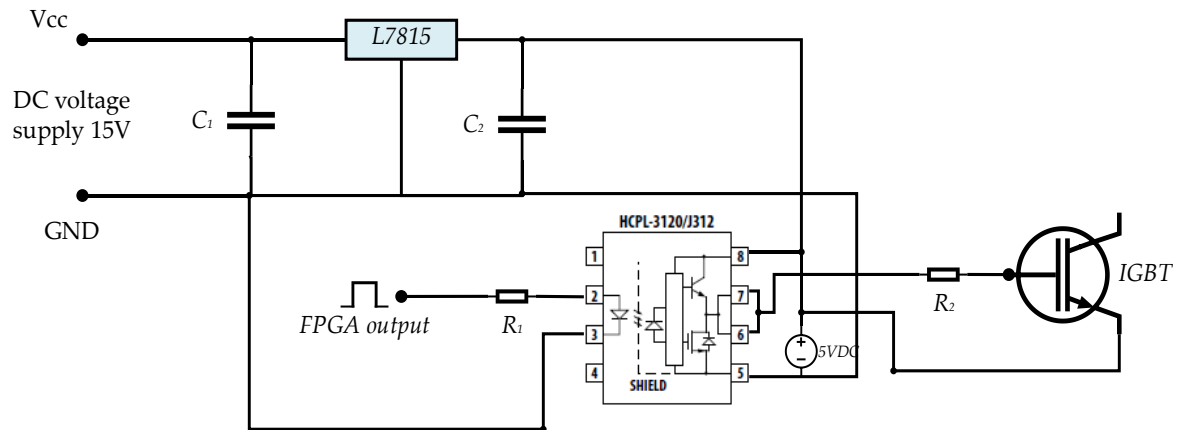 Vcc
L7815
DC voltage
supply 15V
C₁
C₂
GND
HCPL-3120/J312
1
8
2
7
3
6
4
5
SHIELD
FPGA output
R₁
R₂
IGBT
+
−
5VDC